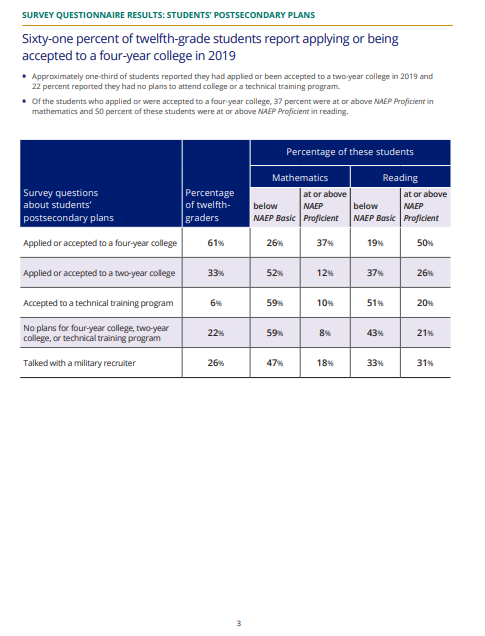 SURVEY QUESTIONNAIRE RESULTS: STUDENTS' POSTSECONDARY PLANS
Sixty-one percent of twelfth-grade students report applying or being
accepted to a four-year college in 2019
• Approximately one-third of students reported they had applied or been accepted to a two-year college in 2019 and
22 percent reported they had no plans to attend college or a technical training program.
• Of the students who applied or were accepted to a four-year college, 37 percent were at or above NAEP Proficient in
mathematics and 50 percent of these students were at or above NAEP Proficient in reading.
Survey questions
about students'
postsecondary plans
Percentage
of twelfth-
graders
Percentage of these students
Mathematics
Reading
below
NAEP Basic
at or above
NAEP
Proficient
below
NAEP Basic
at or above
NAEP
Proficient
Applied or accepted to a four-year college 61% 26% 37% 19% 50%
Applied or accepted to a two-year college 33% 52% 12% 37% 26%
Accepted to a technical training program 6% 59% 10% 51% 20%
No plans for four-year college, two-year
college, or technical training program 22% 59% 8% 43% 21%
Talked with a military recruiter 26% 47% 18% 33% 31%
3